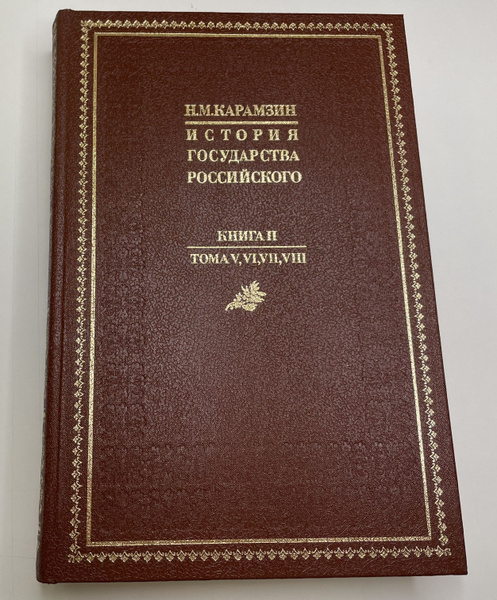 Н.М.КАРАМЗИН
ИСТОРИЯ
ГОСУДАРСТВА
РОССИЙСКОГО
КНИГА II
ТОМА V, VI, VII, VIII